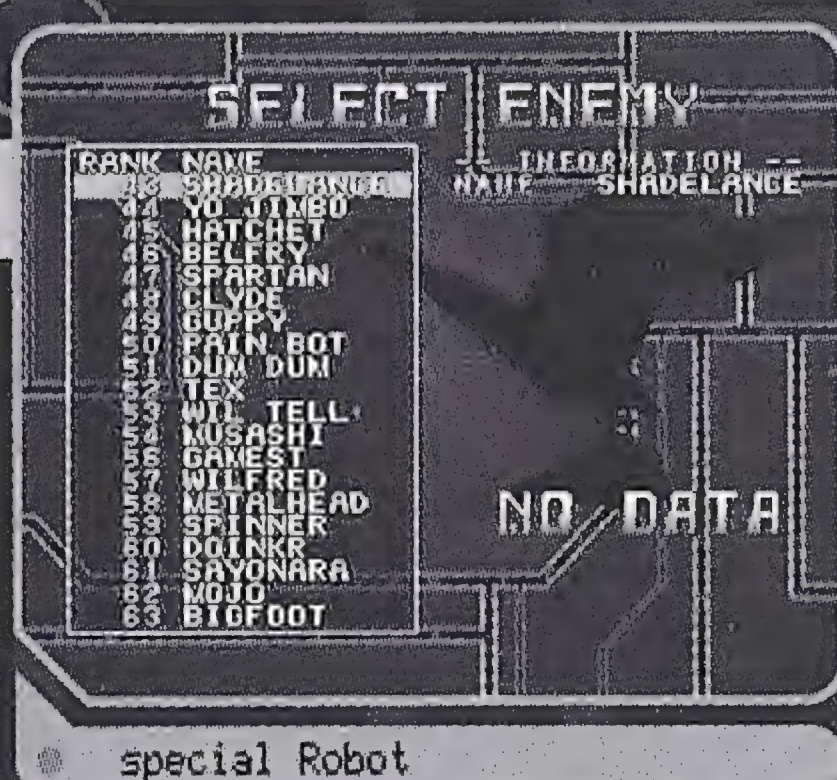 SELECT ENEMY
RANK NAME
43 SHADELANCE
44 YO JIMBO
45 HATCHET
46 BELFRY
47 SPARTAN
48 CLYDE
49 GUPPY
50 PAIN BOT
51 DUM DUM
52 TEX
53 WIL TELL
54 MUSASHI
56 GAMEST
57 WILFRED
58 METALHEAD
59 SPINNER
60 DOINKR
61 SAYONARA
62 MOJO
63 BIGFOOT
-- INFORMATION --
NAME SHADELANCE
NO DATA
special Robot